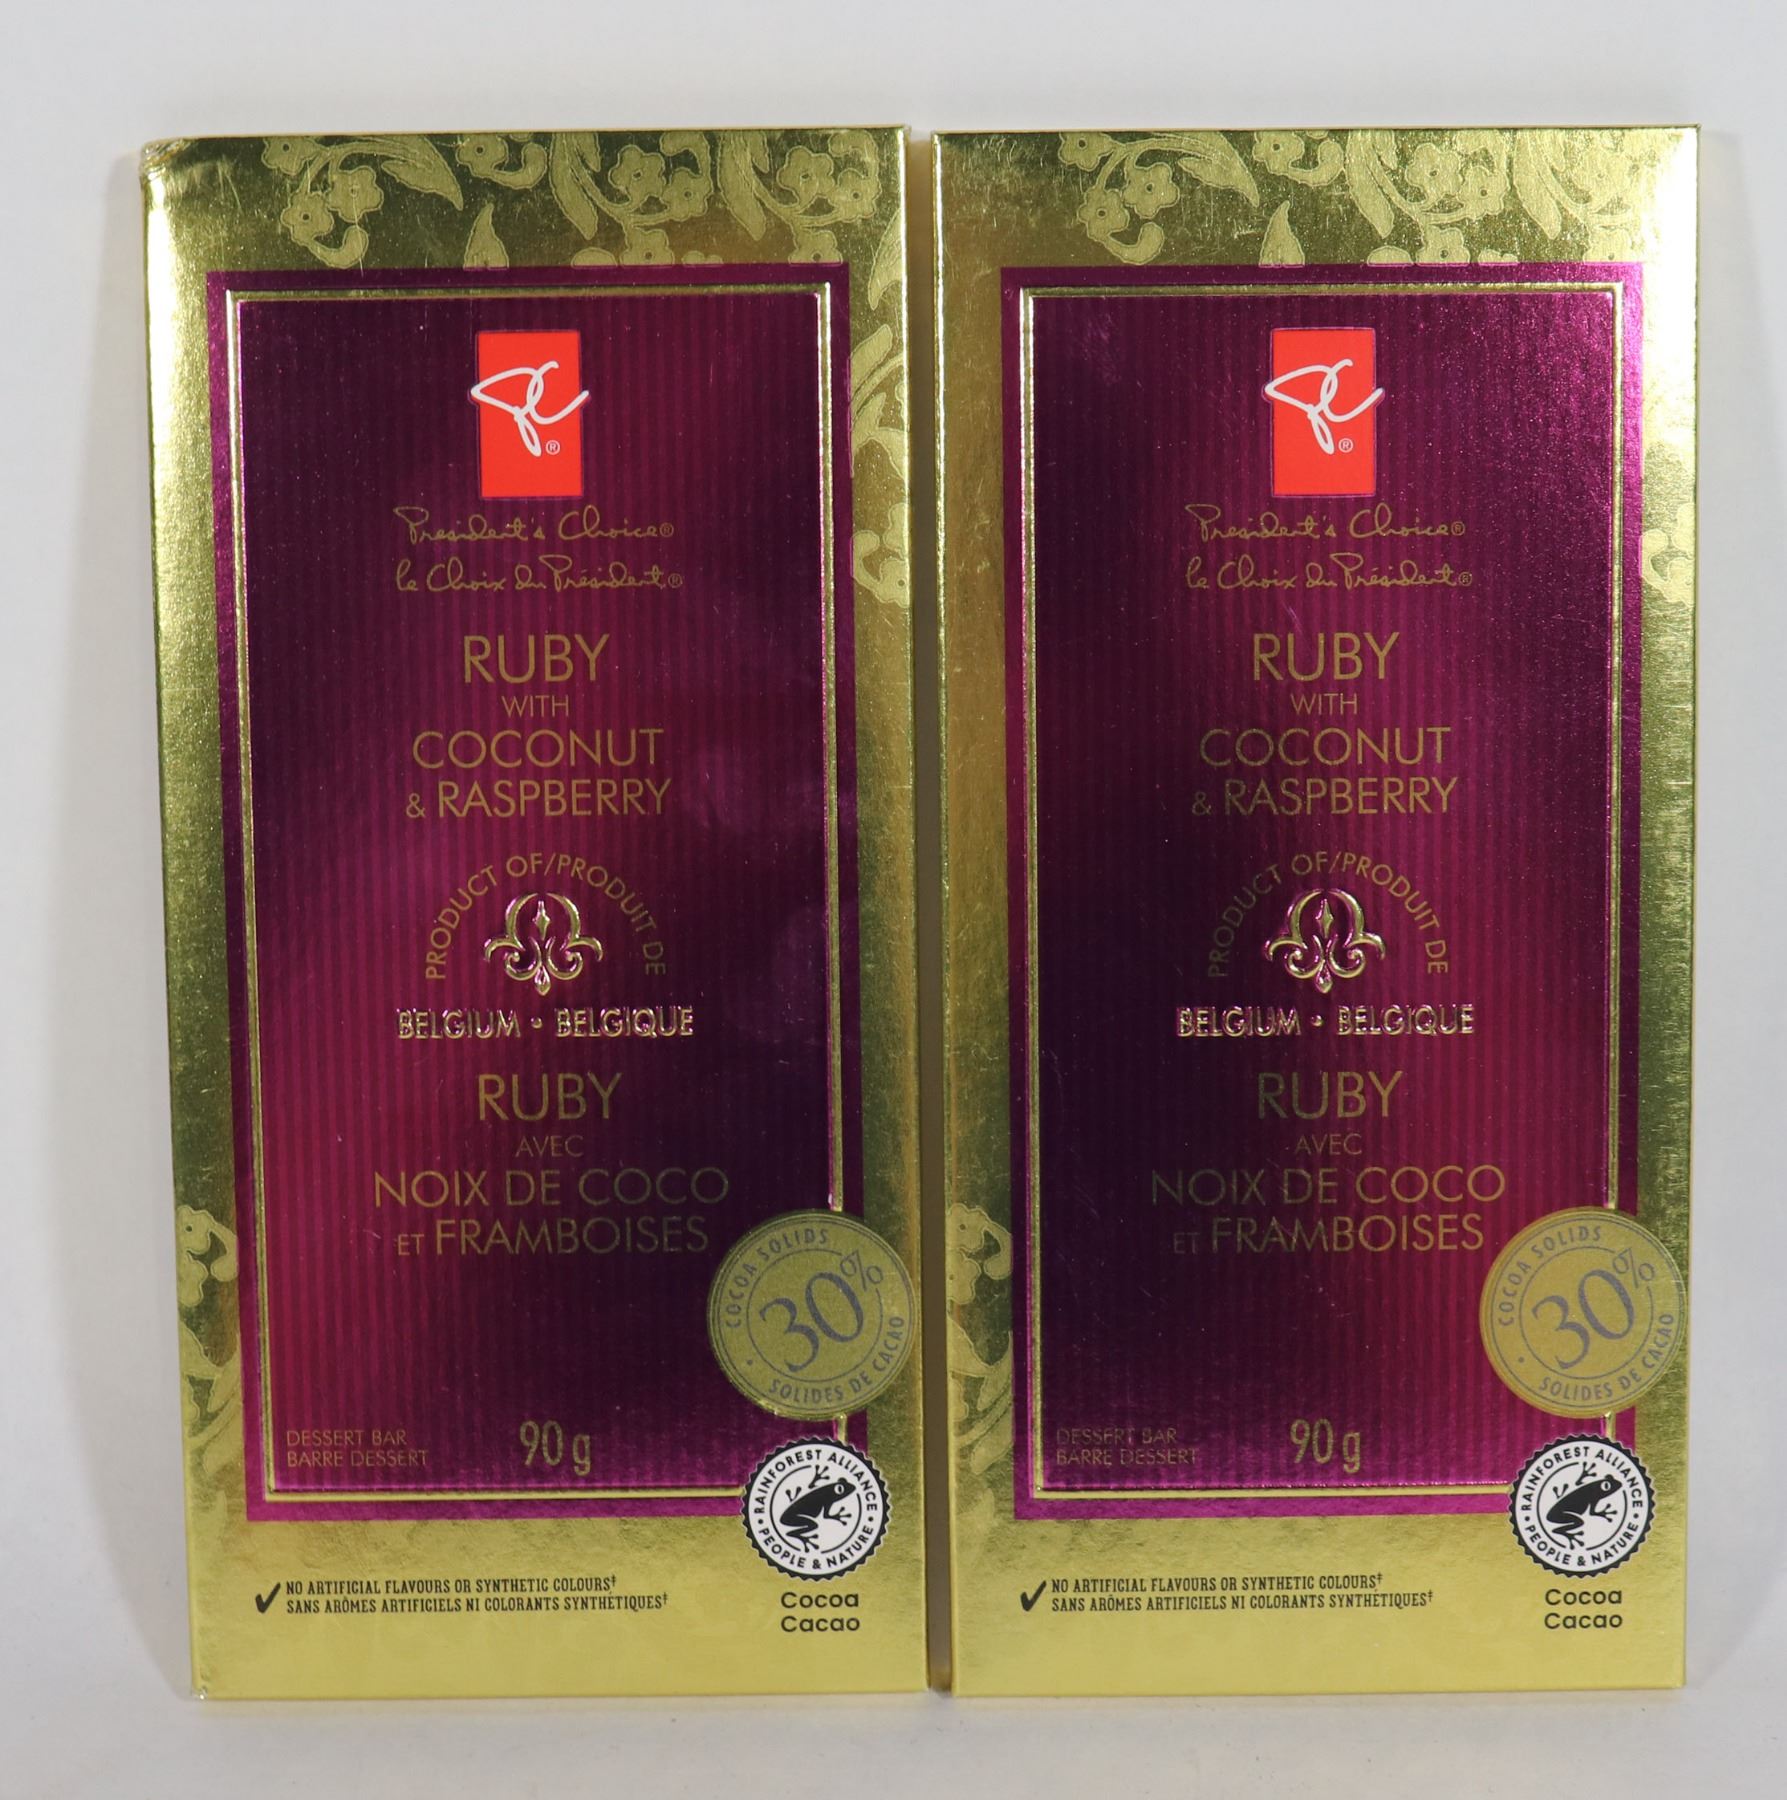 PC®
President's Choice®
le Choix du Président®
RUBY
WITH
COCONUT
& RASPBERRY
PRODUCT OF/PRODUIT DE
BELGIUM • BELGIQUE
RUBY
AVEC
NOIX DE COCO
ET FRAMBOISES
COCOA SOLIDS
30%
SOLIDES DE CACAO
DESSERT BAR
BARRE DESSERT
90 g
RAINFOREST ALLIANCE
PEOPLE & NATURE
Cocoa
Cacao
NO ARTIFICIAL FLAVOURS OR SYNTHETIC COLOURS‡
SANS ARÔMES ARTIFICIELS NI COLORANTS SYNTHÉTIQUES‡
PC®
President's Choice®
le Choix du Président®
RUBY
WITH
COCONUT
& RASPBERRY
PRODUCT OF/PRODUIT DE
BELGIUM • BELGIQUE
RUBY
AVEC
NOIX DE COCO
ET FRAMBOISES
COCOA SOLIDS
30%
SOLIDES DE CACAO
DESSERT BAR
BARRE DESSERT
90 g
RAINFOREST ALLIANCE
PEOPLE & NATURE
Cocoa
Cacao
NO ARTIFICIAL FLAVOURS OR SYNTHETIC COLOURS‡
SANS ARÔMES ARTIFICIELS NI COLORANTS SYNTHÉTIQUES‡